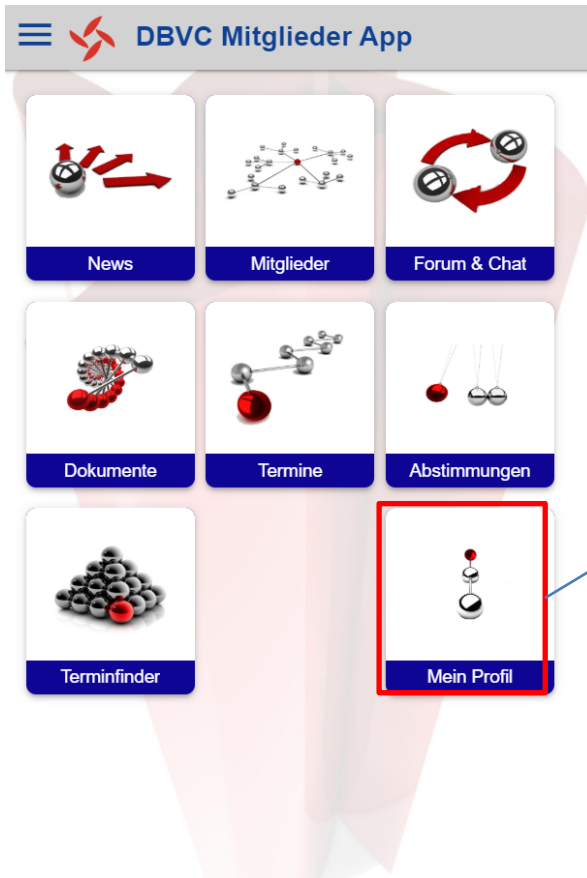 DBVC Mitglieder App
News
Mitglieder
Forum & Chat
Dokumente
Termine
Abstimmungen
Terminfinder
Mein Profil